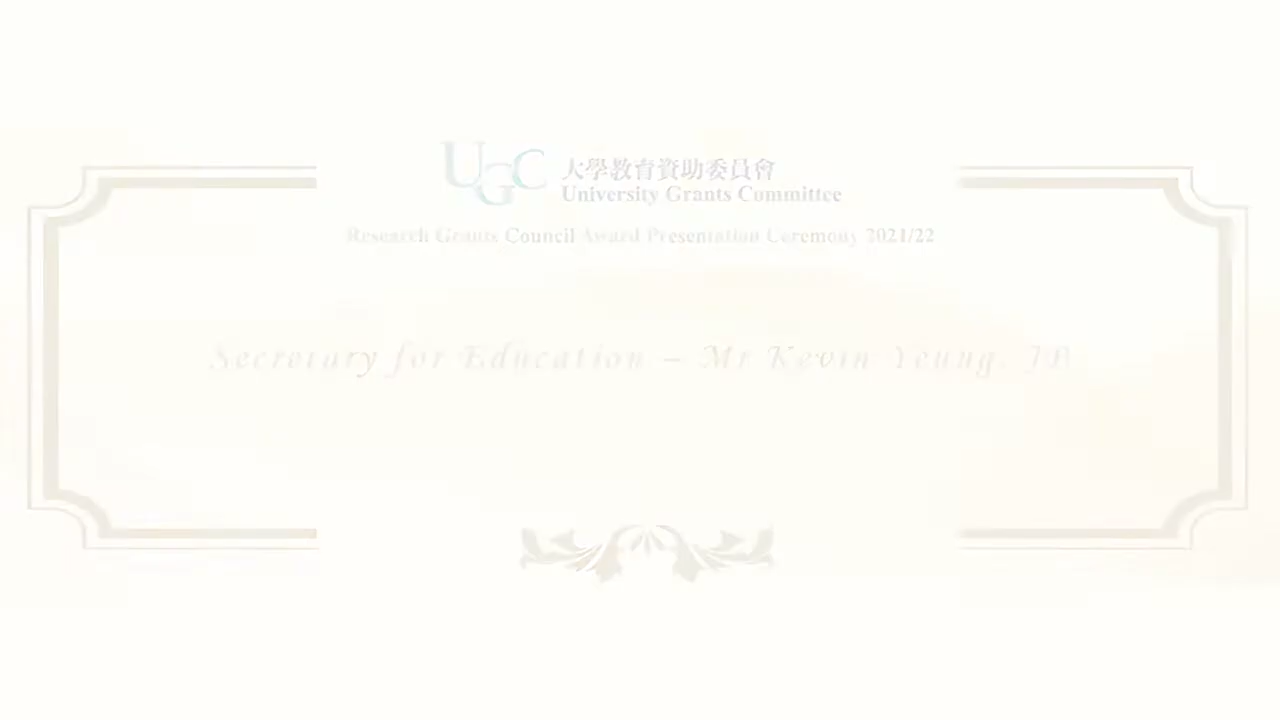 UGC
大學教育資助委員會
University Grants Committee
Research Grants Council Award Presentation Ceremony 2021/22
Secretary for Education – Mr Kevin Yeung, JP